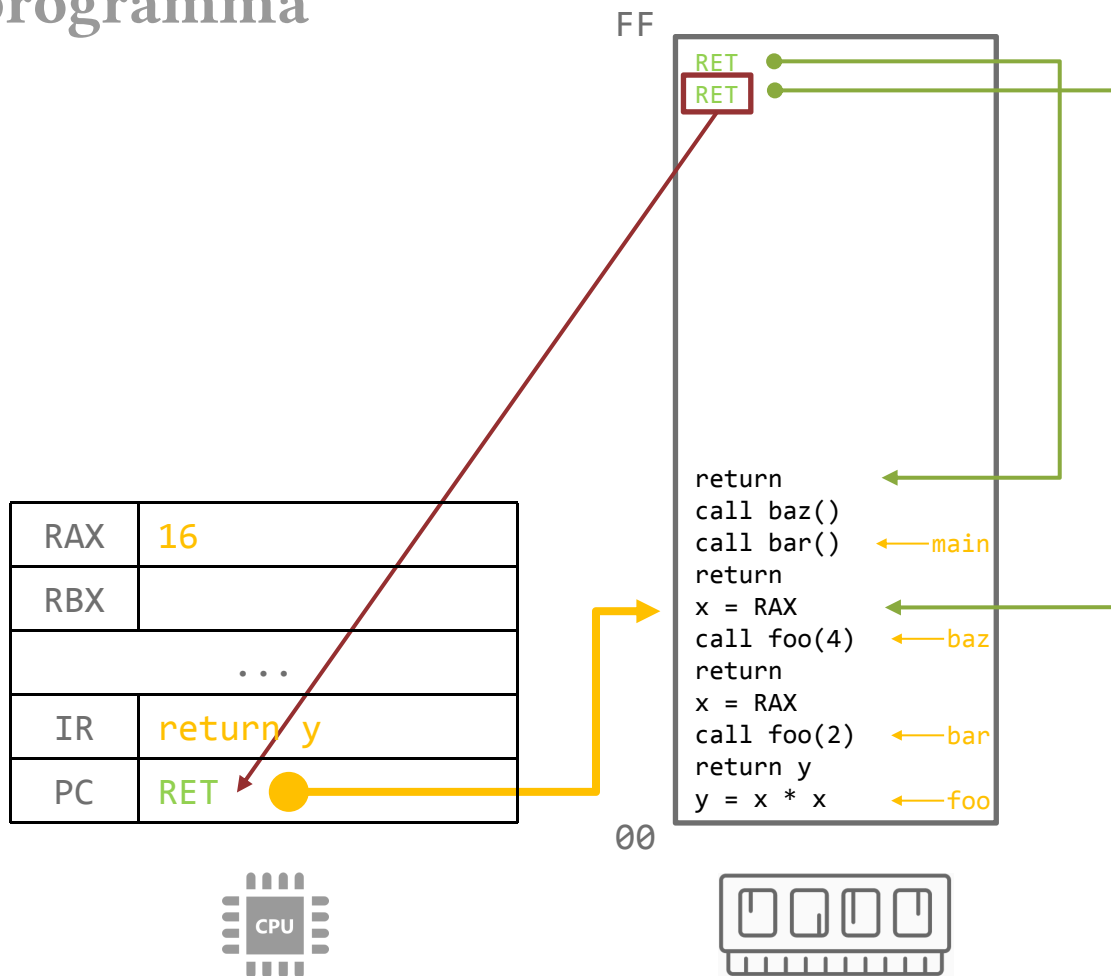 programma
FF
RET
RET
return
call baz()
call bar() main
return
x = RAX
call foo(4) baz
return
x = RAX
call foo(2) bar
return y
y = x * x foo
00
RAX 16
RBX
...
IR return y
PC RET
CPU